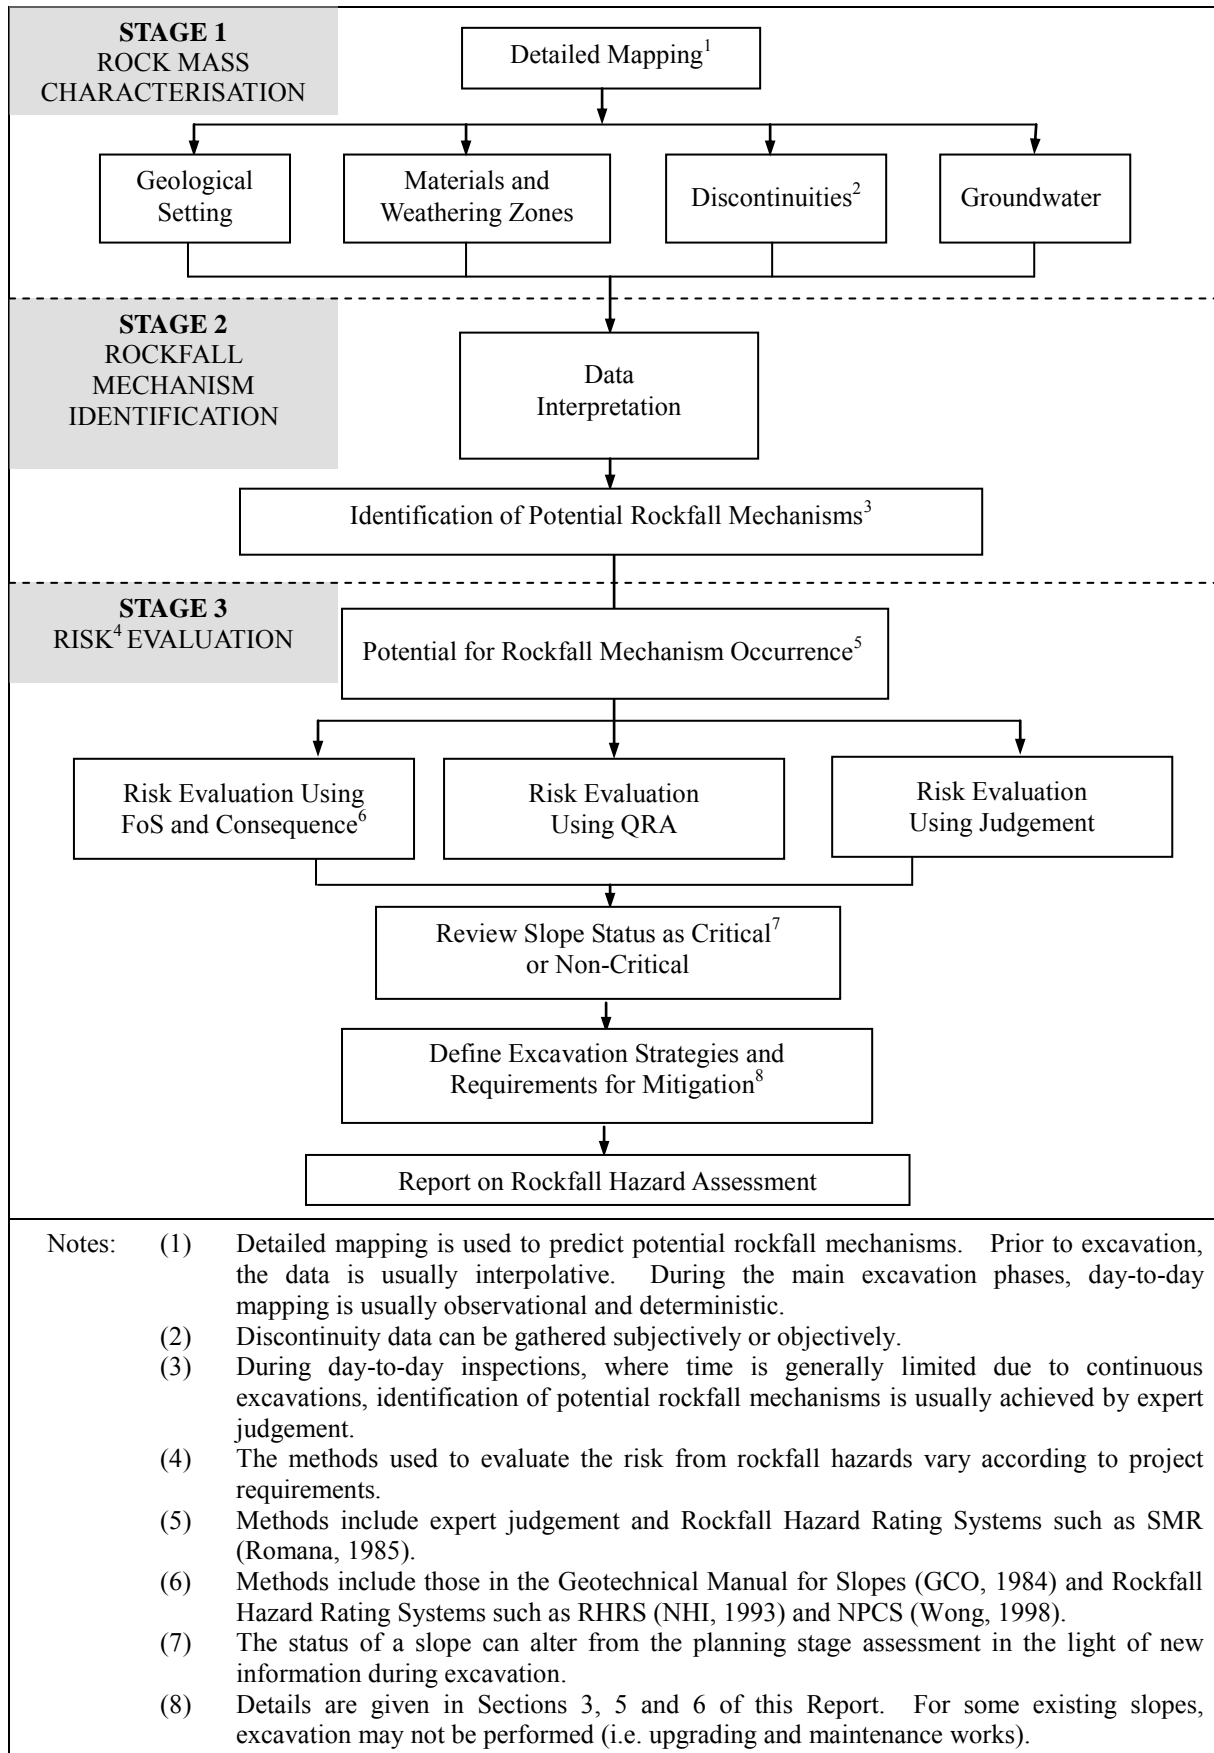 STAGE 1
ROCK MASS
CHARACTERISATION
Detailed Mapping1
Geological
Setting
Materials and
Weathering Zones
Discontinuities2
Groundwater
STAGE 2
ROCKFALL
MECHANISM
IDENTIFICATION
Data
Interpretation
Identification of Potential Rockfall Mechanisms3
STAGE 3
RISK4 EVALUATION
Potential for Rockfall Mechanism Occurrence5
Risk Evaluation Using
FoS and Consequence6
Risk Evaluation
Using QRA
Risk Evaluation
Using Judgement
Review Slope Status as Critical7
or Non-Critical
Define Excavation Strategies and
Requirements for Mitigation8
Report on Rockfall Hazard Assessment
Notes: (1) Detailed mapping is used to predict potential rockfall mechanisms. Prior to excavation,
the data is usually interpolative. During the main excavation phases, day-to-day
mapping is usually observational and deterministic.
(2) Discontinuity data can be gathered subjectively or objectively.
(3) During day-to-day inspections, where time is generally limited due to continuous
excavations, identification of potential rockfall mechanisms is usually achieved by expert
judgement.
(4) The methods used to evaluate the risk from rockfall hazards vary according to project
requirements.
(5) Methods include expert judgement and Rockfall Hazard Rating Systems such as SMR
(Romana, 1985).
(6) Methods include those in the Geotechnical Manual for Slopes (GCO, 1984) and Rockfall
Hazard Rating Systems such as RHRS (NHI, 1993) and NPCS (Wong, 1998).
(7) The status of a slope can alter from the planning stage assessment in the light of new
information during excavation.
(8) Details are given in Sections 3, 5 and 6 of this Report. For some existing slopes,
excavation may not be performed (i.e. upgrading and maintenance works).